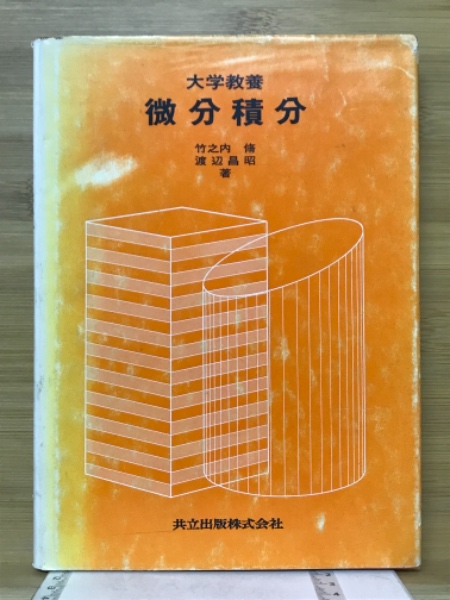 大学教養
微分積分
竹之内 脩
渡辺昌昭
著
共立出版株式会社